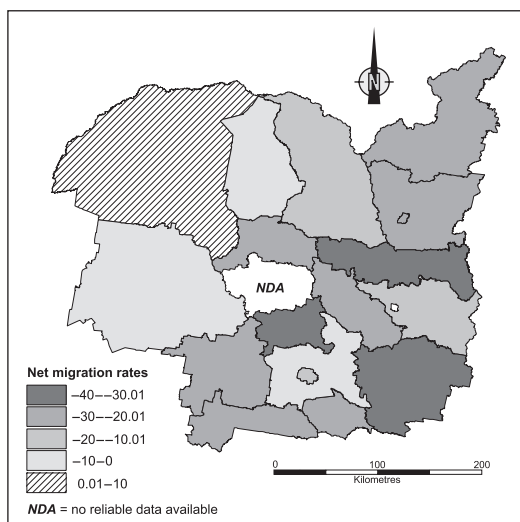 N
NDA
Net migration rates
–40––30.01
–30––20.01
–20––10.01
–10–0
0.01–10
NDA = no reliable data available
0 100 200
Kilometres